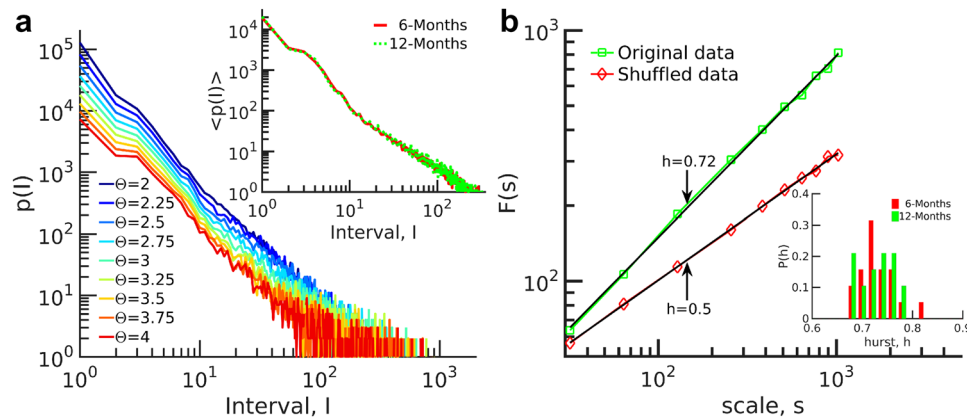 a
p(I)
10^5
10^4
10^3
10^2
10^1
10^0
Θ=2
Θ=2.25
Θ=2.5
Θ=2.75
Θ=3
Θ=3.25
Θ=3.5
Θ=3.75
Θ=4
10^0 10^1 10^2 10^3
Interval, I
<p(I)>
10^4
10^3
10^2
10^1
10^0
6-Months
12-Months
10^0 10^1 10^2
Interval, I
b
F(s)
10^3
10^2
Original data
Shuffled data
h=0.72
h=0.5
10^2 10^3
scale, s
6-Months
12-Months
P(h)
0.4
0.3
0.2
0.1
0
0.6 0.7 0.8 0.9
hurst, h